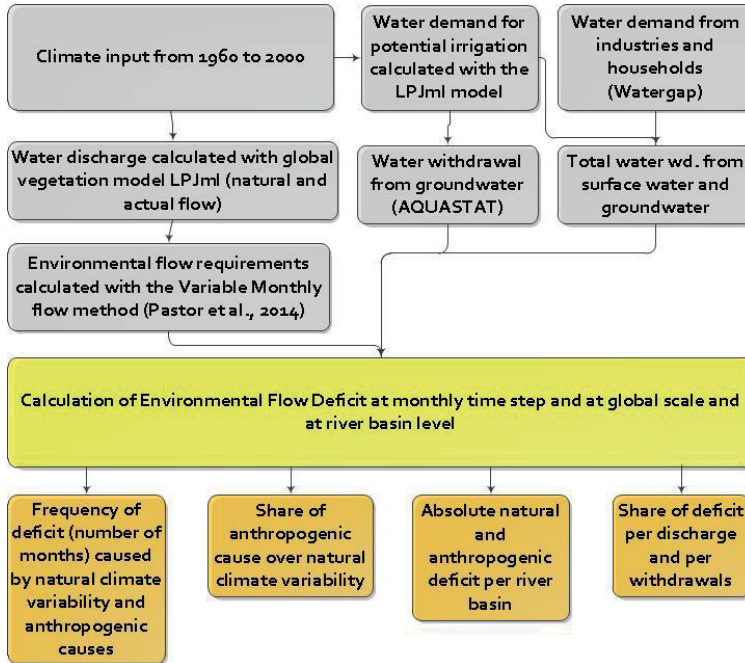 Climate input from 1960 to 2000
Water demand for
potential irrigation
calculated with the
LPJml model
Water demand from
industries and
households
(Watergap)
Water discharge calculated with global
vegetation model LPJml (natural and
actual flow)
Water withdrawal
from groundwater
(AQUASTAT)
Total water wd. from
surface water and
groundwater
Environmental flow requirements
calculated with the Variable Monthly
flow method (Pastor et al., 2014)
Calculation of Environmental Flow Deficit at monthly time step and at global scale and
at river basin level
Frequency of
deficit (number of
months) caused
by natural climate
variability and
anthropogenic
causes
Share of
anthropogenic
cause over natural
climate variability
Absolute natural
and
anthropogenic
deficit per river
basin
Share of deficit
per discharge
and per
withdrawals